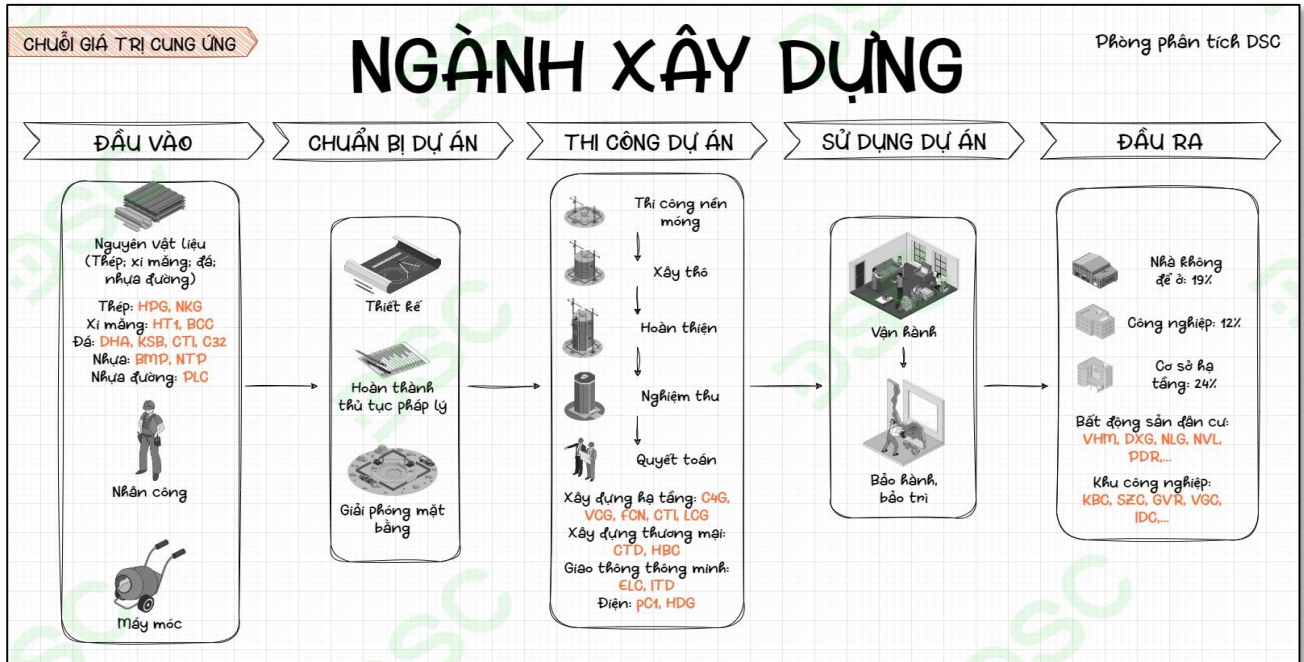 CHUỖI GIÁ TRỊ CUNG ỨNG
NGÀNH XÂY DỰNG
Phòng phân tích DSC
ĐẦU VÀO
Nguyên vật liệu
(Thép; xi măng; đá;
nhựa đường)
Thép: HPG, NKG
Xi măng: HT1, BCC
Đá: DHA, KSB, CTI, C32
Nhựa: BMP, NTP
Nhựa đường: PLC
Nhân công
Máy móc
CHUẨN BỊ DỰ ÁN
Thiết kế
Hoàn thành
thủ tục pháp lý
Giải phóng mặt
bằng
THI CÔNG DỰ ÁN
Thi công nền
móng
Xây thô
Hoàn thiện
Nghiệm thu
Quyết toán
Xây dựng hạ tầng: C4G,
VCG, FCN, CTI, LCG
Xây dựng thương mại:
CTD, HBC
Giao thông thông minh:
ELC, ITD
Điện: pC1, HDG
SỬ DỤNG DỰ ÁN
Vận hành
Bảo hành,
bảo trì
ĐẦU RA
Nhà không
để ở: 19%
Công nghiệp: 12%
Cơ sở hạ
tầng: 24%
Bất động sản dân cư:
VHM, DXG, NLG, NVL,
PDR,...
Khu công nghiệp:
KBC, SZC, GVR, VGC,
IDC,...
DSC
DSC
DSC
DSC
DSC
DSC